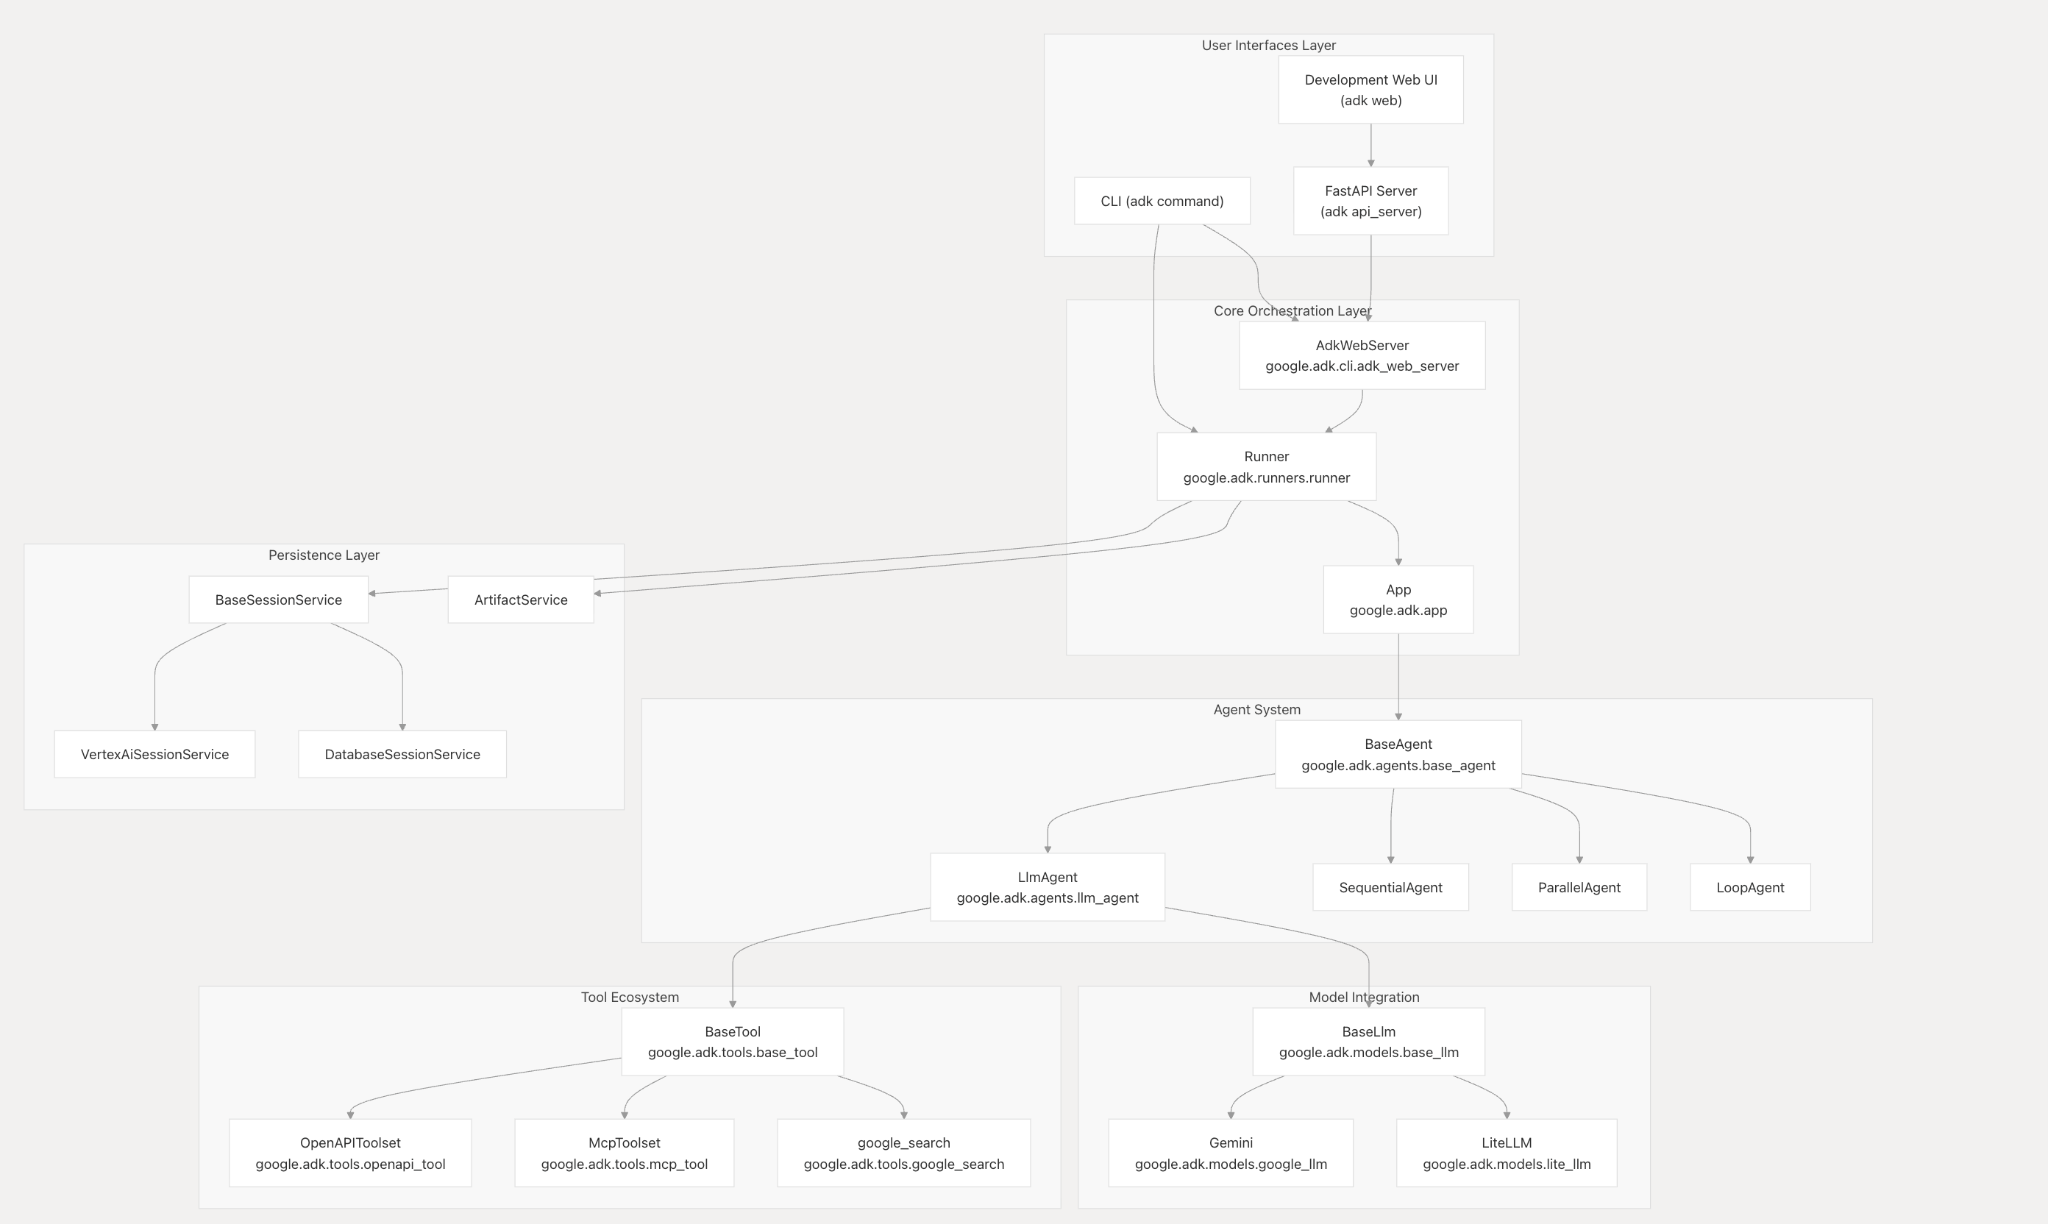 User Interfaces Layer
Development Web UI
(adk web)
CLI (adk command)
FastAPI Server
(adk api_server)
Core Orchestration Layer
AdkWebServer
google.adk.cli.adk_web_server
Runner
google.adk.runners.runner
App
google.adk.app
Persistence Layer
BaseSessionService
ArtifactService
VertexAiSessionService
DatabaseSessionService
Agent System
BaseAgent
google.adk.agents.base_agent
LlmAgent
google.adk.agents.llm_agent
SequentialAgent
ParallelAgent
LoopAgent
Tool Ecosystem
BaseTool
google.adk.tools.base_tool
OpenAPIToolset
google.adk.tools.openapi_tool
McpToolset
google.adk.tools.mcp_tool
google_search
google.adk.tools.google_search
Model Integration
BaseLlm
google.adk.models.base_llm
Gemini
google.adk.models.google_llm
LiteLLM
google.adk.models.lite_llm